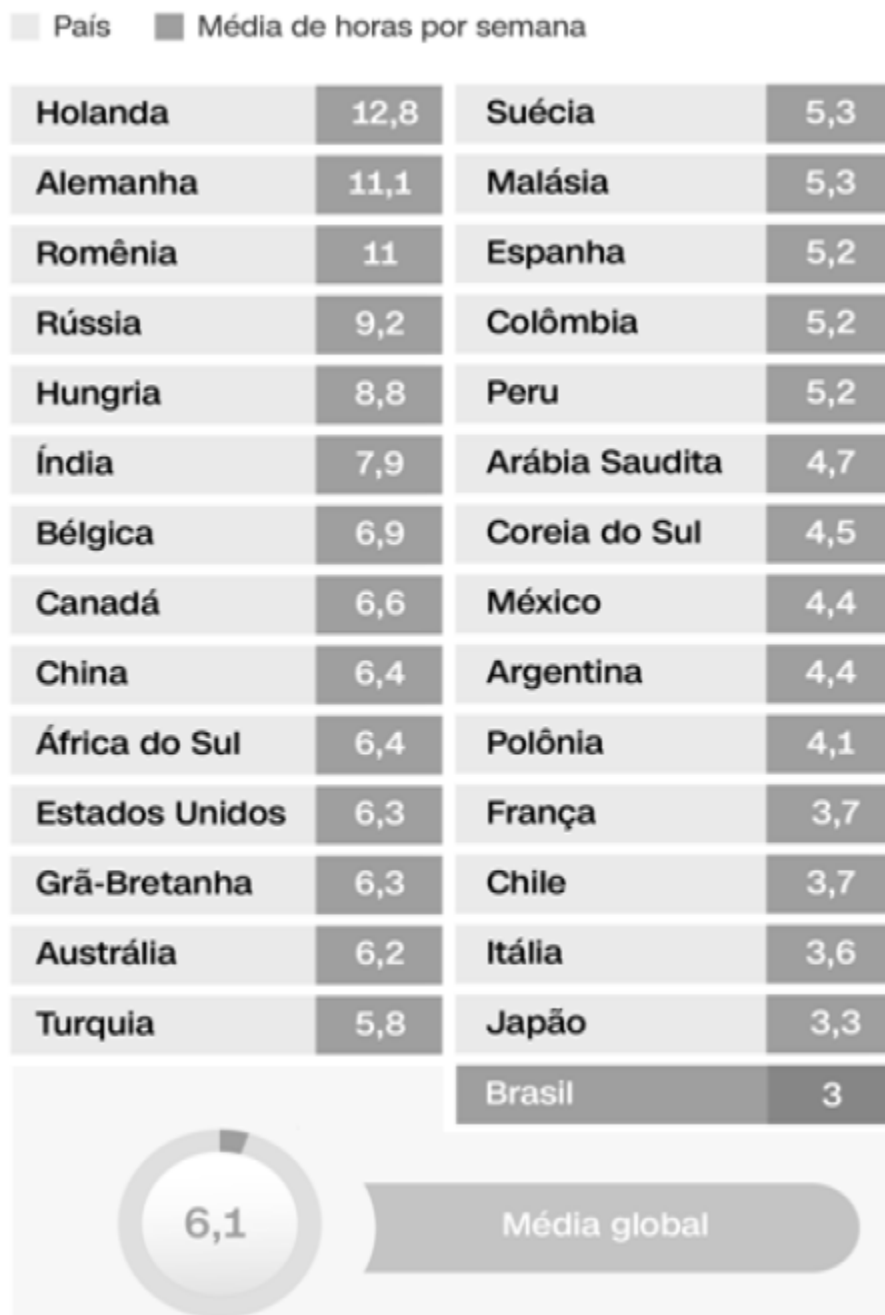 País Média de horas por semana
Holanda 12,8
Alemanha 11,1
Romênia 11
Rússia 9,2
Hungria 8,8
Índia 7,9
Bélgica 6,9
Canadá 6,6
China 6,4
África do Sul 6,4
Estados Unidos 6,3
Grã-Bretanha 6,3
Austrália 6,2
Turquia 5,8
Suécia 5,3
Malásia 5,3
Espanha 5,2
Colômbia 5,2
Peru 5,2
Arábia Saudita 4,7
Coreia do Sul 4,5
México 4,4
Argentina 4,4
Polônia 4,1
França 3,7
Chile 3,7
Itália 3,6
Japão 3,3
Brasil 3
6,1 Média global